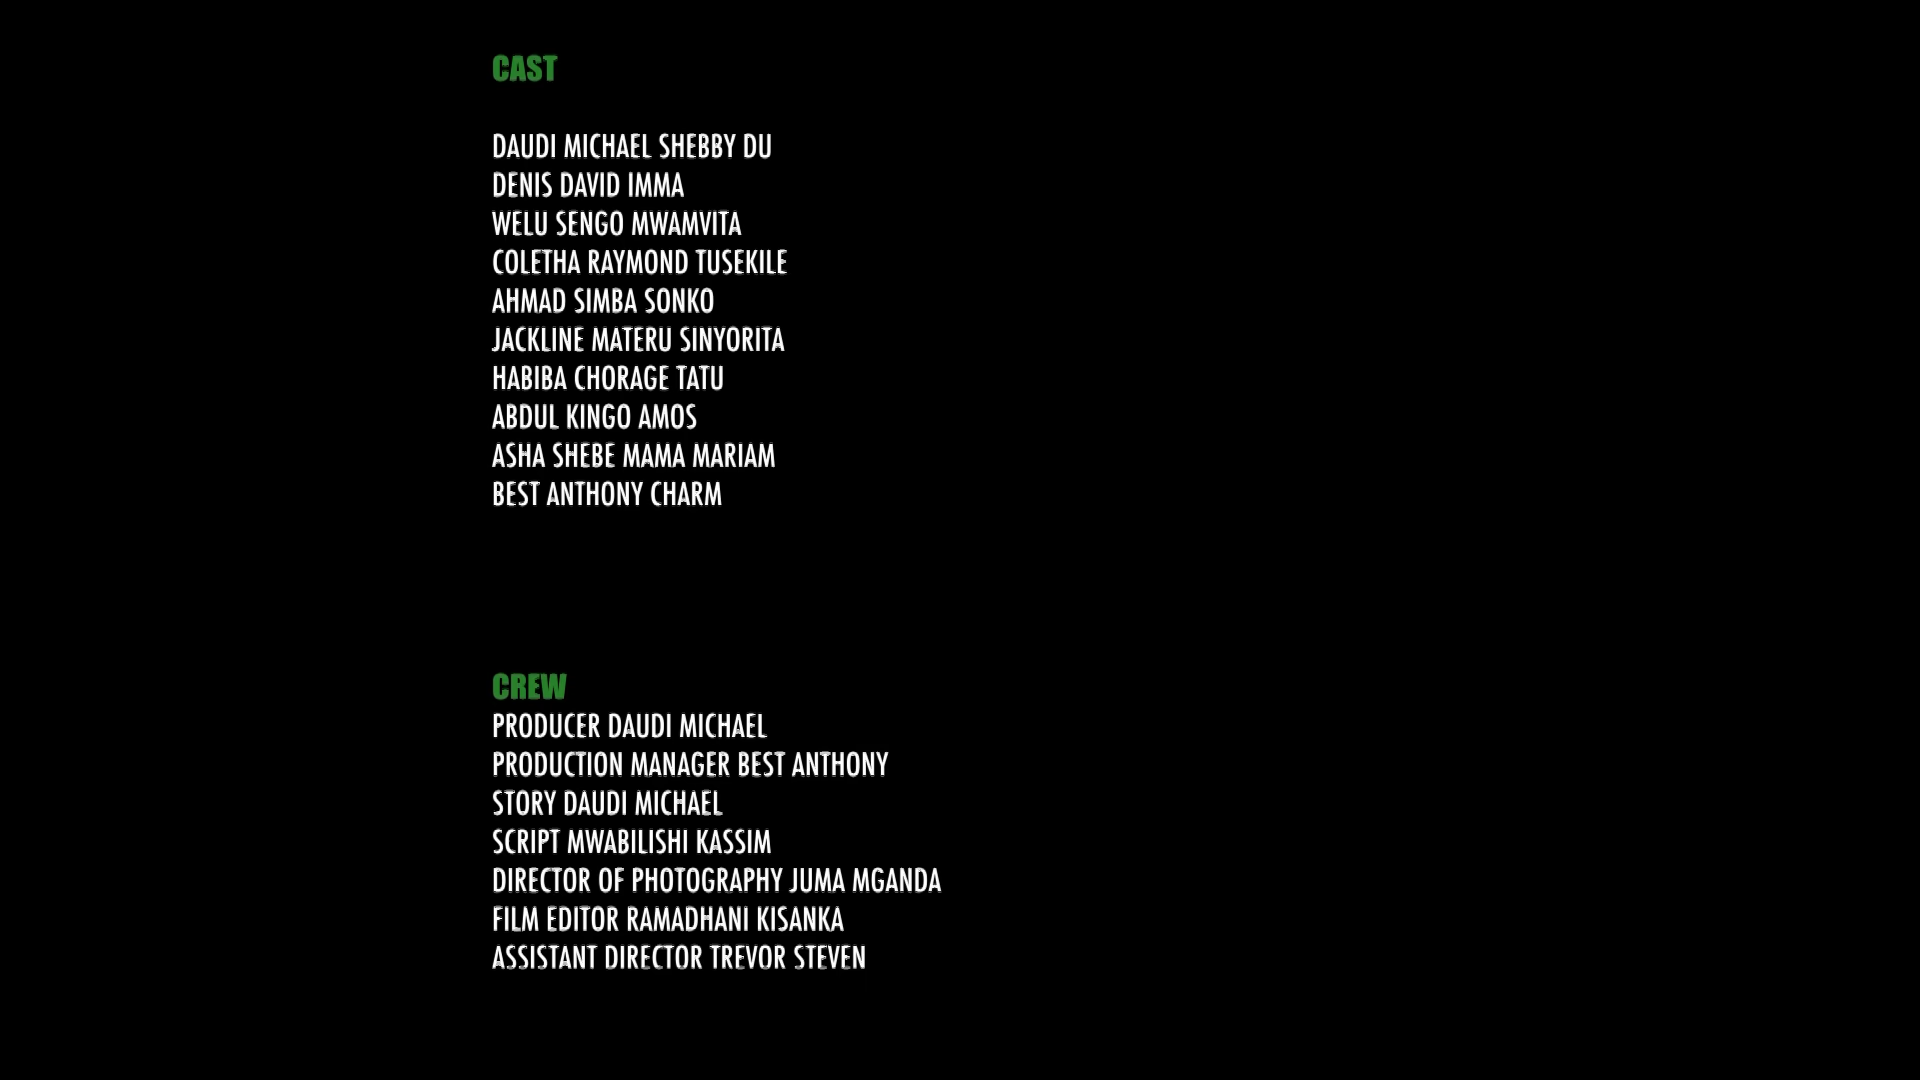 CAST
DAUDI MICHAEL SHEBBY DU
DENIS DAVID IMMA
WELU SENGO MWAMVITA
COLETHA RAYMOND TUSEKILE
AHMAD SIMBA SONKO
JACKLINE MATERU SINYORITA
HABIBA CHORAGE TATU
ABDUL KINGO AMOS
ASHA SHEBE MAMA MARIAM
BEST ANTHONY CHARM
CREW
PRODUCER DAUDI MICHAEL
PRODUCTION MANAGER BEST ANTHONY
STORY DAUDI MICHAEL
SCRIPT MWABILISHI KASSIM
DIRECTOR OF PHOTOGRAPHY JUMA MGANDA
FILM EDITOR RAMADHANI KISANKA
ASSISTANT DIRECTOR TREVOR STEVEN